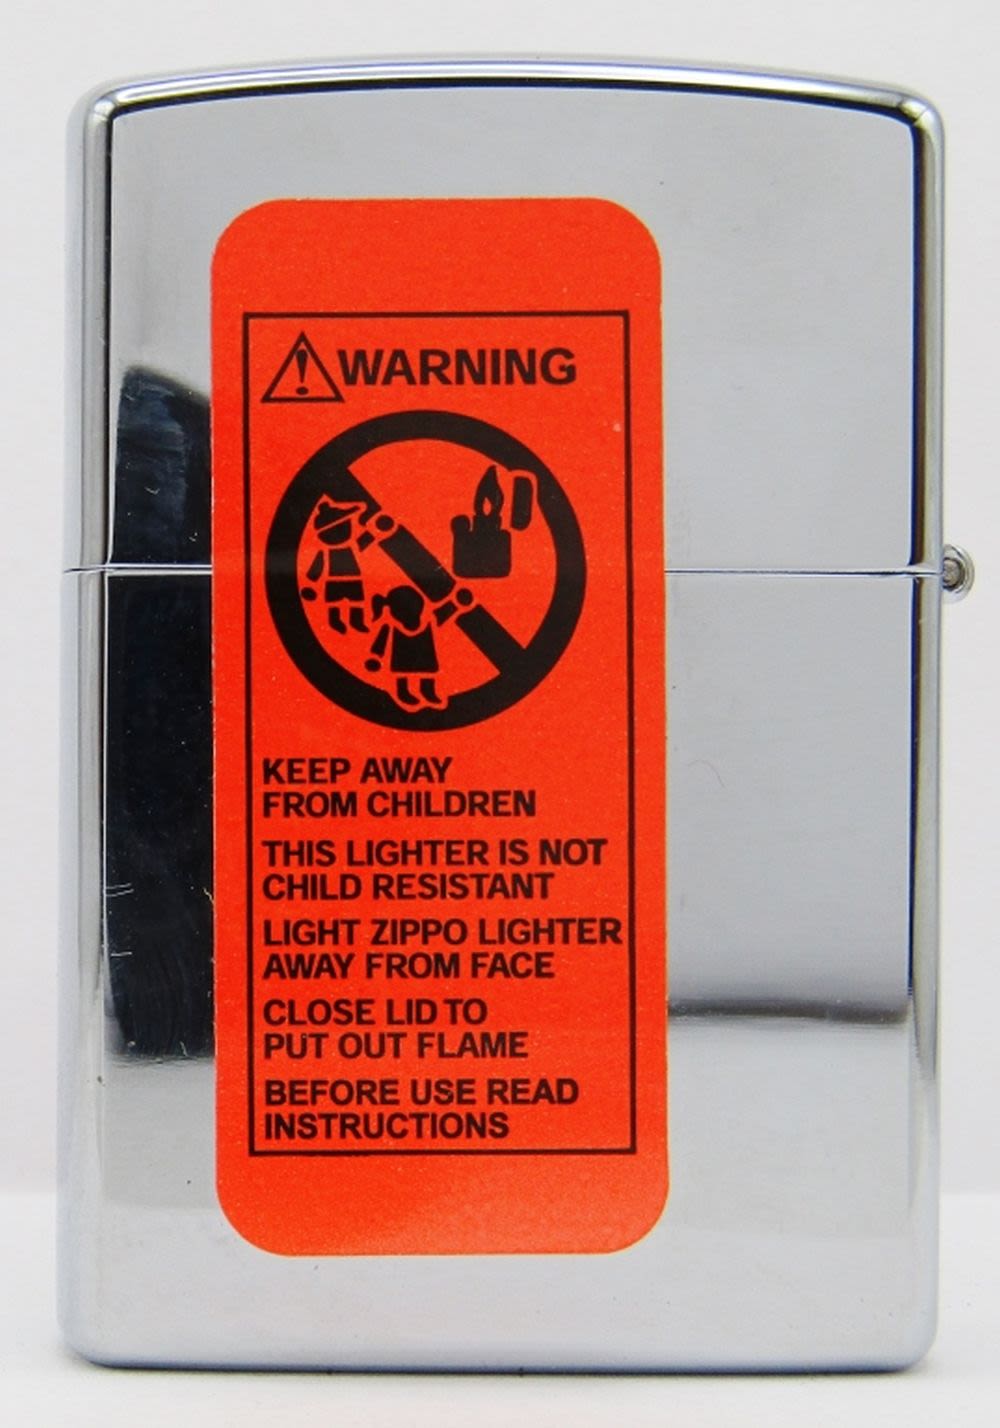 WARNING
KEEP AWAY
FROM CHILDREN
THIS LIGHTER IS NOT
CHILD RESISTANT
LIGHT ZIPPO LIGHTER
AWAY FROM FACE
CLOSE LID TO
PUT OUT FLAME
BEFORE USE READ
INSTRUCTIONS